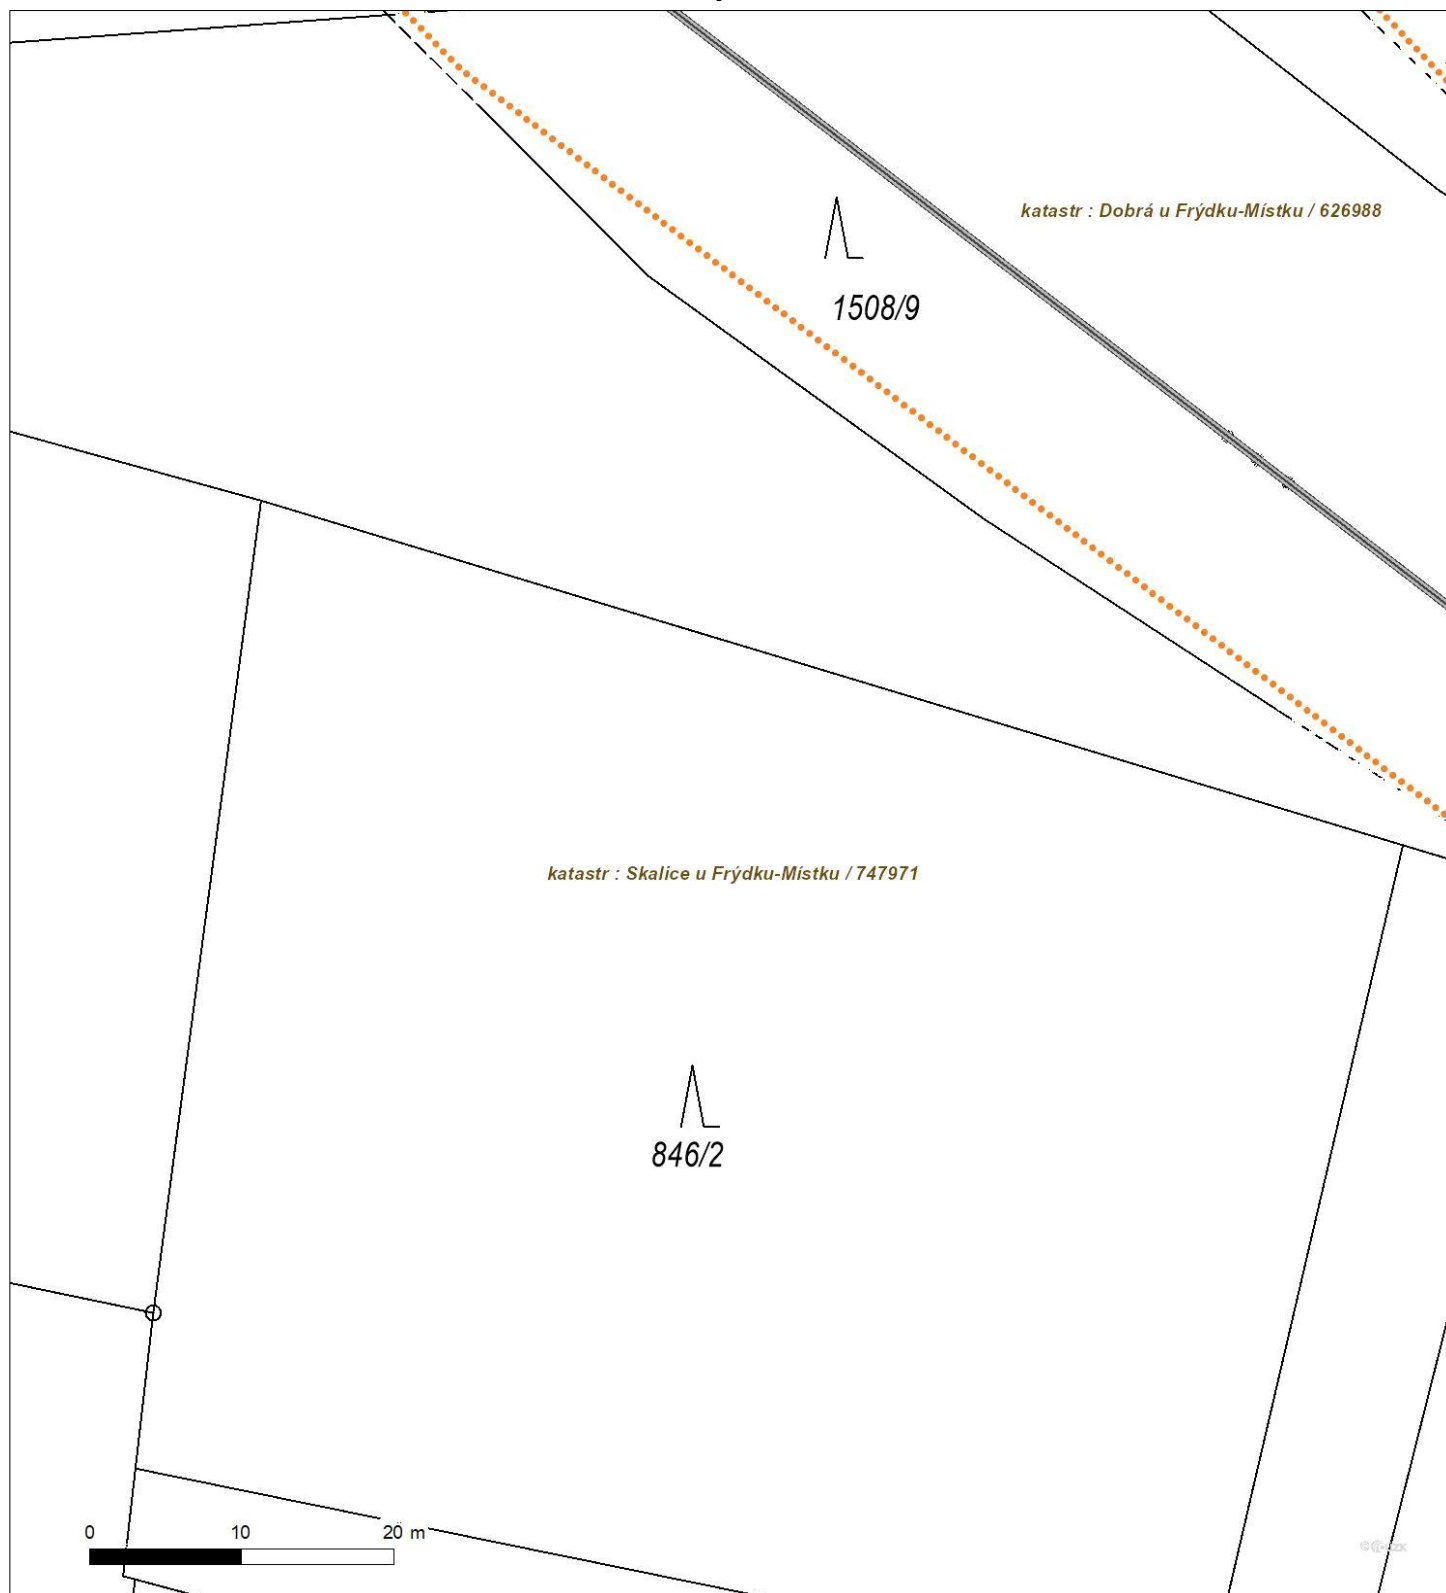 katastr : Dobrá u Frýdku-Místku / 626988
1508/9
katastr : Skalice u Frýdku-Místku / 747971
846/2
0 10 20 m